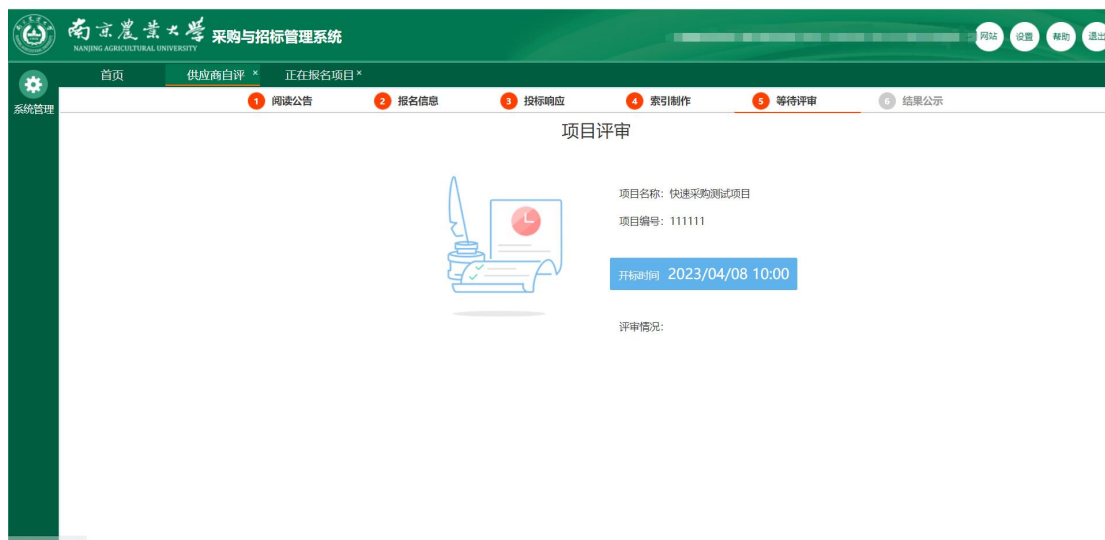 南京農業大學 采购与招标管理系统
NANJING AGRICULTURAL UNIVERSITY
网站 设置 帮助 退出
首页 供应商自评 × 正在报名项目 ×
系统管理
1 阅读公告 2 报名信息 3 投标响应 4 索引制作 5 等待评审 6 结果公示
项目评审
项目名称：快速采购测试项目
项目编号：111111
开标时间 2023/04/08 10:00
评审情况：